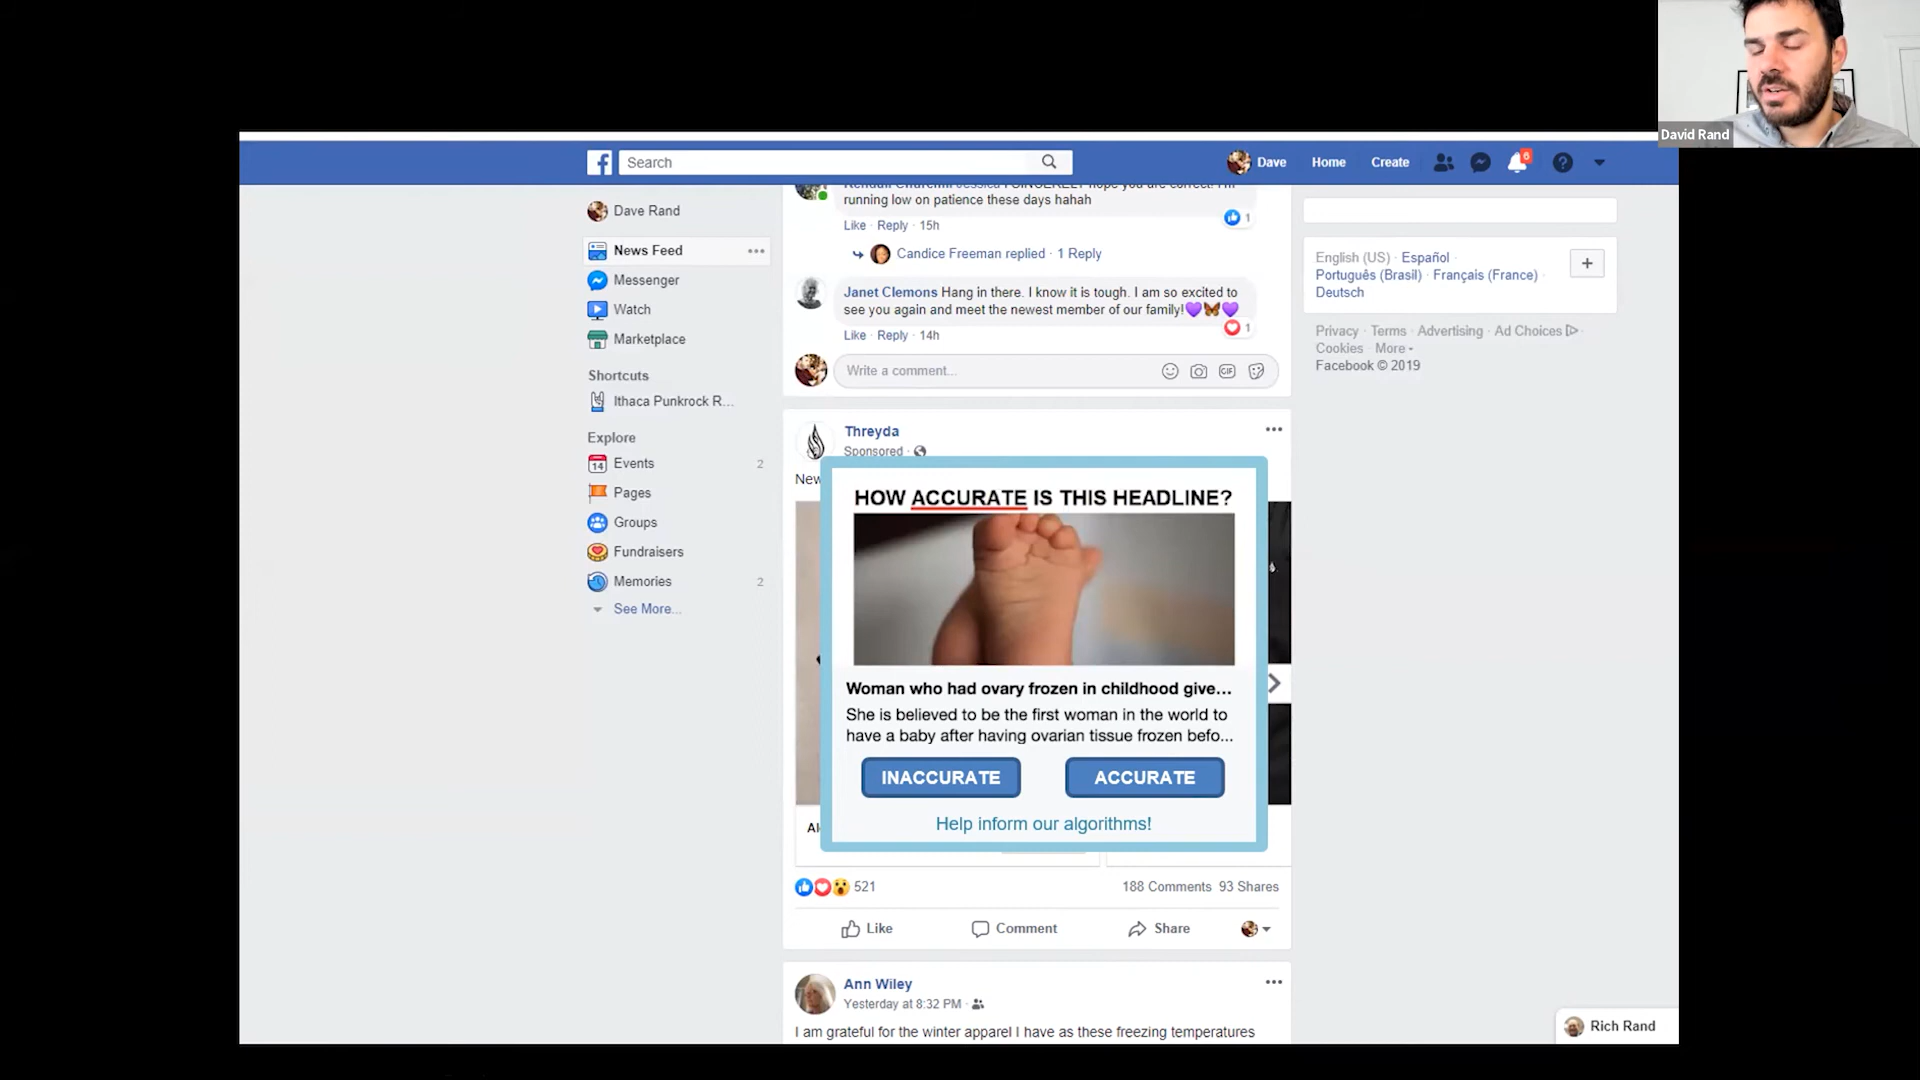 David Rand
Search
Dave
Home
Create
6
Dave Rand
News Feed
Messenger
Watch
Marketplace
Shortcuts
Ithaca Punkrock R...
Explore
14
Events 2
Pages
Groups
Fundraisers
Memories 2
See More...
running low on patience these days hahah
1
Like · Reply · 15h
Candice Freeman replied · 1 Reply
Janet Clemons Hang in there. I know it is tough. I am so excited to
see you again and meet the newest member of our family!💜🦋💜
1
Like · Reply · 14h
Write a comment...
GIF
Threyda
Sponsored ·
New
HOW ACCURATE IS THIS HEADLINE?
Woman who had ovary frozen in childhood give...
She is believed to be the first woman in the world to
have a baby after having ovarian tissue frozen befo...
INACCURATE
ACCURATE
Help inform our algorithms!
521
188 Comments 93 Shares
Like
Comment
Share
Ann Wiley
Yesterday at 8:32 PM ·
I am grateful for the winter apparel I have as these freezing temperatures
English (US) · Español ·
Português (Brasil) · Français (France) ·
Deutsch
Privacy · Terms · Advertising · Ad Choices ·
Cookies · More
Facebook © 2019
Rich Rand